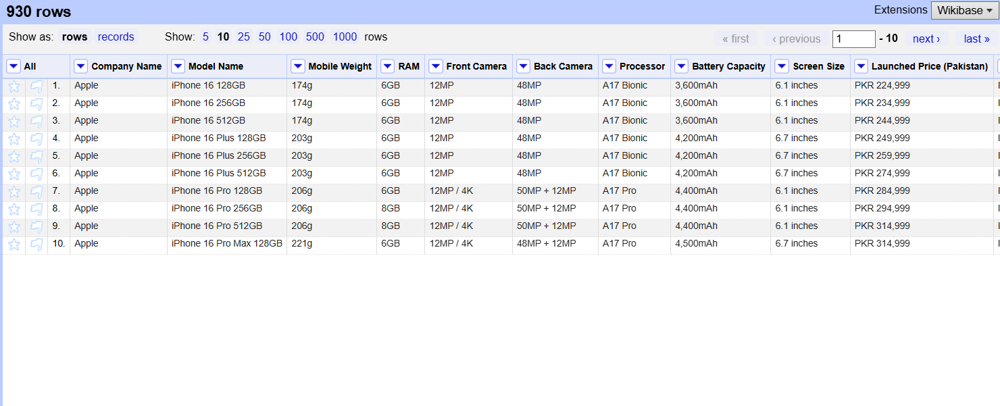 930 rows
Extensions Wikibase
Show as: rows records Show: 5 10 25 50 100 500 1000 rows « first ‹ previous 1 - 10 next › last »
All Company Name Model Name Mobile Weight RAM Front Camera Back Camera Processor Battery Capacity Screen Size Launched Price (Pakistan)
1. Apple iPhone 16 128GB 174g 6GB 12MP 48MP A17 Bionic 3,600mAh 6.1 inches PKR 224,999
2. Apple iPhone 16 256GB 174g 6GB 12MP 48MP A17 Bionic 3,600mAh 6.1 inches PKR 234,999
3. Apple iPhone 16 512GB 174g 6GB 12MP 48MP A17 Bionic 3,600mAh 6.1 inches PKR 244,999
4. Apple iPhone 16 Plus 128GB 203g 6GB 12MP 48MP A17 Bionic 4,200mAh 6.7 inches PKR 249,999
5. Apple iPhone 16 Plus 256GB 203g 6GB 12MP 48MP A17 Bionic 4,200mAh 6.7 inches PKR 259,999
6. Apple iPhone 16 Plus 512GB 203g 6GB 12MP 48MP A17 Bionic 4,200mAh 6.7 inches PKR 274,999
7. Apple iPhone 16 Pro 128GB 206g 6GB 12MP / 4K 50MP + 12MP A17 Pro 4,400mAh 6.1 inches PKR 284,999
8. Apple iPhone 16 Pro 256GB 206g 8GB 12MP / 4K 50MP + 12MP A17 Pro 4,400mAh 6.1 inches PKR 294,999
9. Apple iPhone 16 Pro 512GB 206g 8GB 12MP / 4K 50MP + 12MP A17 Pro 4,400mAh 6.1 inches PKR 314,999
10. Apple iPhone 16 Pro Max 128GB 221g 6GB 12MP / 4K 48MP + 12MP A17 Pro 4,500mAh 6.7 inches PKR 314,999